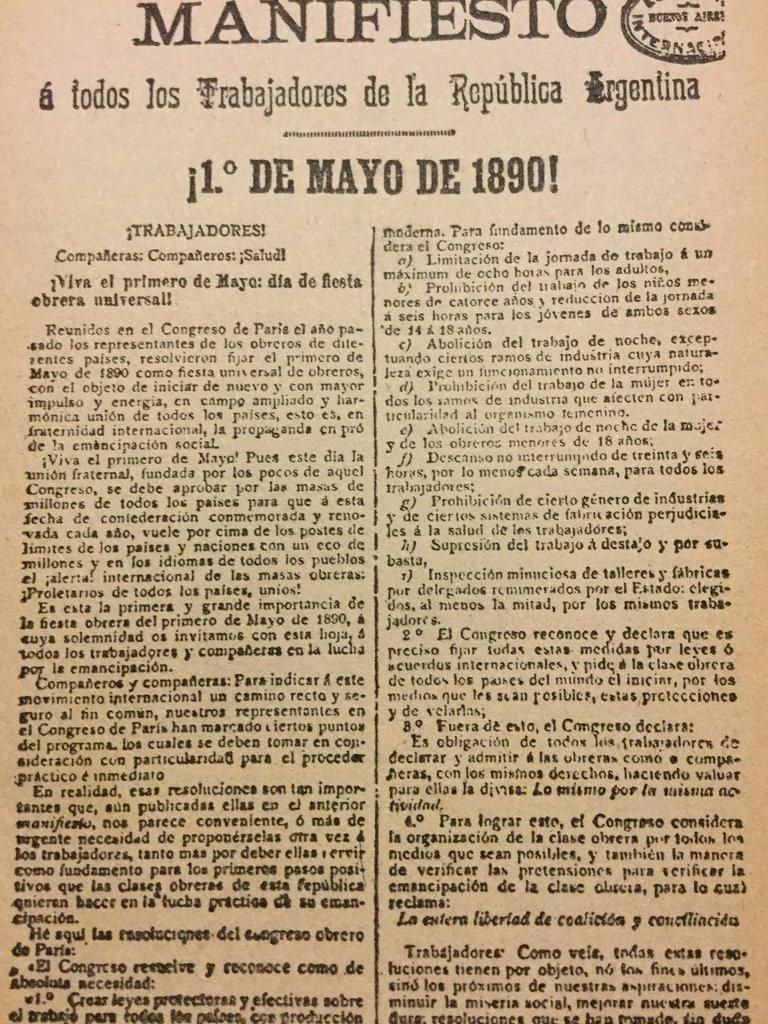 MANIFIESTO
BUENOS AIRES
INTERNAC
á todos los Trabajadores de la República Argentina
¡1.º DE MAYO DE 1890!
¡TRABAJADORES!
Compañeras: Compañeros: ¡Salud!
¡Viva el primero de Mayo: dia de fiesta
obrera universal!
Reunidos en el Congreso de Paris el año pa-
sado los representantes de los obreros de dife-
rentes países, resolvieron fijar el primero de
Mayo de 1890 como fiesta universal de obreros,
con el objeto de iniciar de nuevo y con mayor
impulso y energía, en campo ampliado y har-
mónica unión de todos los países, esto es, en
fraternidad internacional, la propaganda en pró
de la emancipación social.
¡Viva el primero de Mayo! Pues este dia la
unión fraternal, fundada por los pocos de aquel
Congreso, se debe aprobar por las masas de
millones de todos los países para que á esta
fecha de confederación conmemorada y reno-
vada cada año, vuele por cima de los postes de
límites de los países y naciones con un eco de
millones y en los idiomas de todos los pueblos
el ¡alerta! internacional de las masas obreras:
¡Proletarios de todos los países, uníos!
Es esta la primera y grande importancia de
la fiesta obrera del primero de Mayo de 1890, á
cuya solemnidad os invitamos con esta hoja, á
todos los trabajadores y compañeras en la lucha
por la emancipación.
Compañeros y compañeras: Para indicar á este
movimiento internacional un camino recto y se-
guro al fin común, nuestros representantes en
el Congreso de Paris han marcado ciertos puntos
del programa, los cuales se deben tomar en con-
sideración con particularidad para el proceder
práctico é inmediato
En realidad, esas resoluciones son tan impor-
tantes que, aun publicadas ellas en el anterior
manifiesto, nos parece conveniente, ó más de
urgente necesidad de proponérselas otra vez á
los trabajadores, tanto más por deber ellas servir
como fundamento para los primeros pasos posi-
tivos que las clases obreras de esta república
quieran hacer en la lucha práctica de su eman-
cipación.
Hé aquí las resoluciones del congreso obrero
de Paris:
«El Congreso resuelve y reconoce como de
absoluta necesidad:
«1.º Crear leyes protectoras y efectivas sobre
el trabajo para todos los países, con producción
moderna. Para fundamento de lo mismo consi-
dera el Congreso:
a) Limitación de la jornada de trabajo á un
máximum de ocho horas para los adultos,
b) Prohibición del trabajo de los niños me-
nores de catorce años y reducción de la jornada
á seis horas para los jóvenes de ambos sexos
de 14 á 18 años.
c) Abolición del trabajo de noche, excep-
tuando ciertos ramos de industria cuya natura-
leza exige un funcionamiento no interrumpido;
d) Prohibición del trabajo de la mujer en to-
dos los ramos de industria que afecten con par-
ticularidad al organismo femenino.
e) Abolición del trabajo de noche de la mujer
y de los obreros menores de 18 años;
f) Descanso no interrumpido de treinta y seis
horas, por lo menos cada semana, para todos los
trabajadores;
g) Prohibición de cierto género de industrias
y de ciertos sistemas de fabricación perjudicia-
les á la salud de los trabajadores;
h) Supresión del trabajo á destajo y por su-
basta,
i) Inspección minuciosa de talleres y fábricas
por delegados remunerados por el Estado: elegi-
dos, al menos la mitad, por los mismos traba-
jadores.
2º El Congreso reconoce y declara que es
preciso fijar todas estas medidas por leyes ó
acuerdos internacionales, y pide á la clase obrera
de todos los países del mundo el iniciar, por los
medios que les sean posibles, estas protecciones
y de velarlas;
3.º Fuera de esto, el Congreso declara:
Es obligación de todos los trabajadores de
declarar y admitir á las obreras como á compa-
ñeras, con los mismos derechos, haciendo valuar
para ellas la divisa: Lo mismo por la misma ac-
tividad.
4.º Para lograr esto, el Congreso considera
la organización de la clase obrera por todos los
medios que sean posibles, y también la manera
de verificar las pretensiones para verificar la
emancipación de la clase obrera, para lo cual
reclama:
La entera libertad de coalición y conciliación
Trabajadores: Como veis, todas estas reso-
luciones tienen por objeto, nó los fines últimos,
sinó los próximos de nuestras aspiraciones: dis-
minuir la miseria social, mejorar nuestra suerte
dura, resoluciones que se han tomado, sin duda